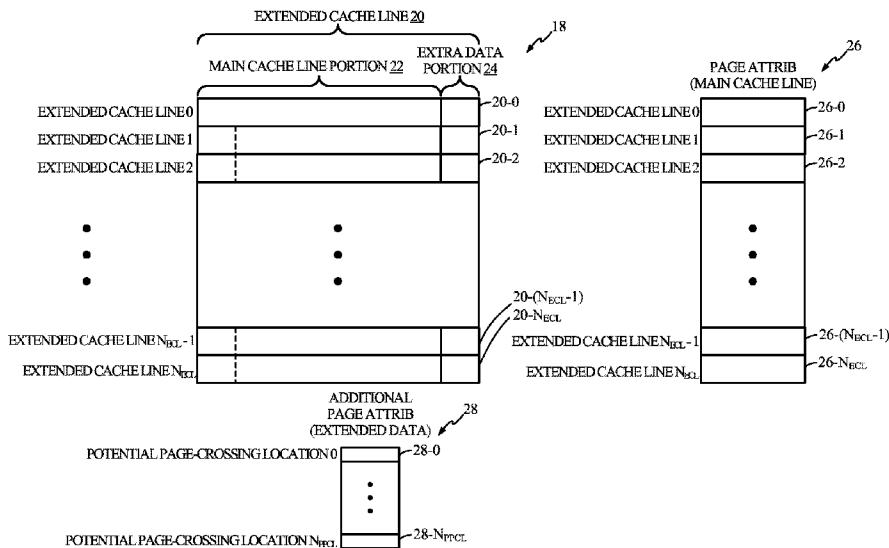 EXTENDED CACHE LINE 20
18
MAIN CACHE LINE PORTION 22
EXTRA DATA
PORTION 24
EXTENDED CACHE LINE 0
20-0
EXTENDED CACHE LINE 1
20-1
EXTENDED CACHE LINE 2
20-2
20-(NECL-1)
20-NECL
EXTENDED CACHE LINE NECL-1
EXTENDED CACHE LINE NECL
26
PAGE ATTRIB
(MAIN CACHE LINE)
EXTENDED CACHE LINE 0
26-0
EXTENDED CACHE LINE 1
26-1
EXTENDED CACHE LINE 2
26-2
EXTENDED CACHE LINE NECL-1
26-(NECL-1)
EXTENDED CACHE LINE NECL
26-NECL
ADDITIONAL
PAGE ATTRIB
(EXTENDED DATA)
28
POTENTIAL PAGE-CROSSING LOCATION 0
28-0
POTENTIAL PAGE-CROSSING LOCATION NPPCL
28-NPPCL